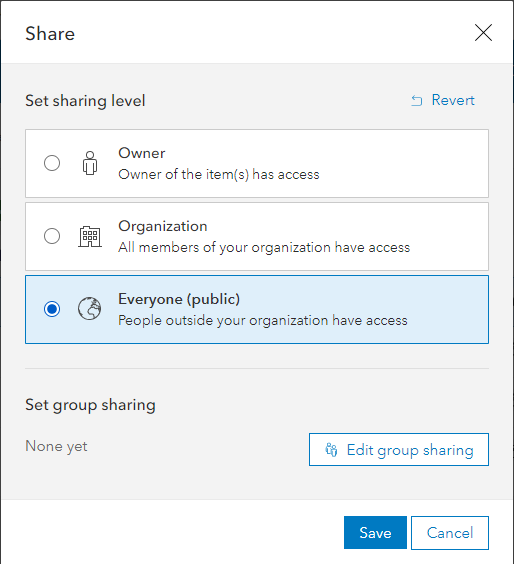 Share
Set sharing level
Revert
Owner
Owner of the item(s) has access
Organization
All members of your organization have access
Everyone (public)
People outside your organization have access
Set group sharing
None yet
Edit group sharing
Save
Cancel